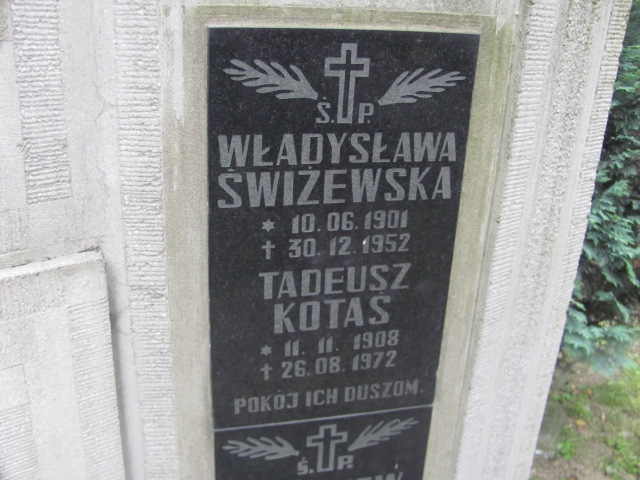 Ś. P.
WŁADYSŁAWA
ŚWIŻEWSKA
* 10.06.1901
† 30.12.1952
TADEUSZ
KOTAS
* 11.11.1908
† 26.08.1972
POKÓJ ICH DUSZOM.
Ś. P.